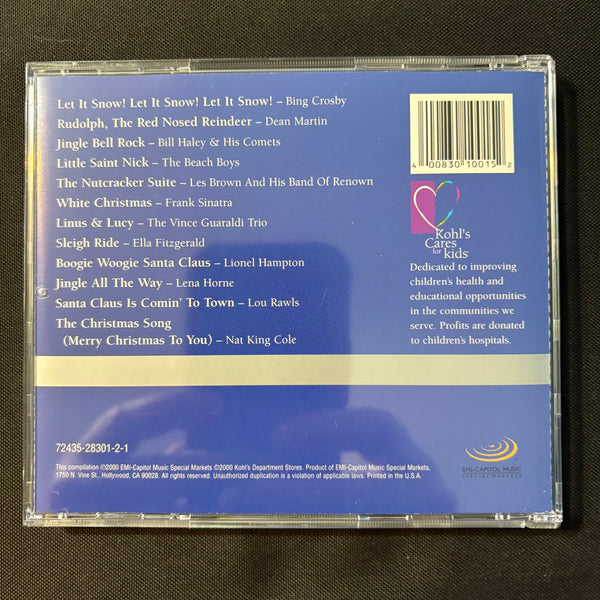 Let It Snow! Let It Snow! Let It Snow! – Bing Crosby
Rudolph, The Red Nosed Reindeer – Dean Martin
Jingle Bell Rock – Bill Haley & His Comets
Little Saint Nick – The Beach Boys
The Nutcracker Suite – Les Brown And His Band Of Renown
White Christmas – Frank Sinatra
Linus & Lucy – The Vince Guaraldi Trio
Sleigh Ride – Ella Fitzgerald
Boogie Woogie Santa Claus – Lionel Hampton
Jingle All The Way – Lena Horne
Santa Claus Is Comin' To Town – Lou Rawls
The Christmas Song
(Merry Christmas To You) – Nat King Cole
4 00830 10015 2
Kohl's
Cares
for kids
Dedicated to improving
children's health and
educational opportunities
in the communities we
serve. Profits are donated
to children's hospitals.
72435-28301-2-1
This compilation ©2000 EMI-Capitol Music Special Markets ©2000 Kohl's Department Stores. Product of EMI-Capitol Music Special Markets,
1750 N. Vine St., Hollywood, CA 90028. All rights reserved. Unauthorized duplication is a violation of applicable laws. Printed in the U.S.A.
EMI-CAPITOL MUSIC
SPECIAL MARKETS